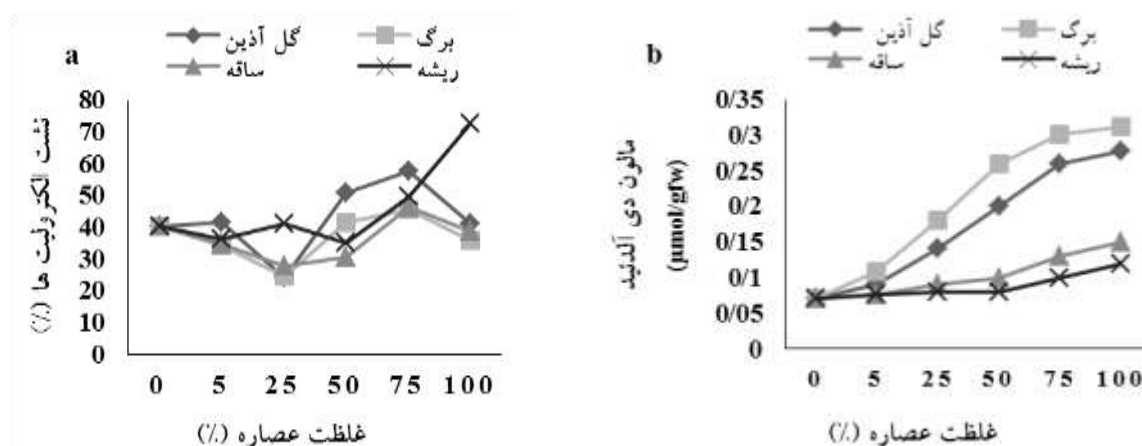 a
گل آذین
برگ
ساقه
ریشه
نشت الکترولیت ها (%)
80
70
60
50
40
30
20
10
0
0 5 25 50 75 100
غلظت عصاره (%)
b
گل آذین
برگ
ساقه
ریشه
مالون دی آلدئید
(µmol/gfw)
0/35
0/3
0/25
0/2
0/15
0/1
0/05
0
0 5 25 50 75 100
غلظت عصاره (%)